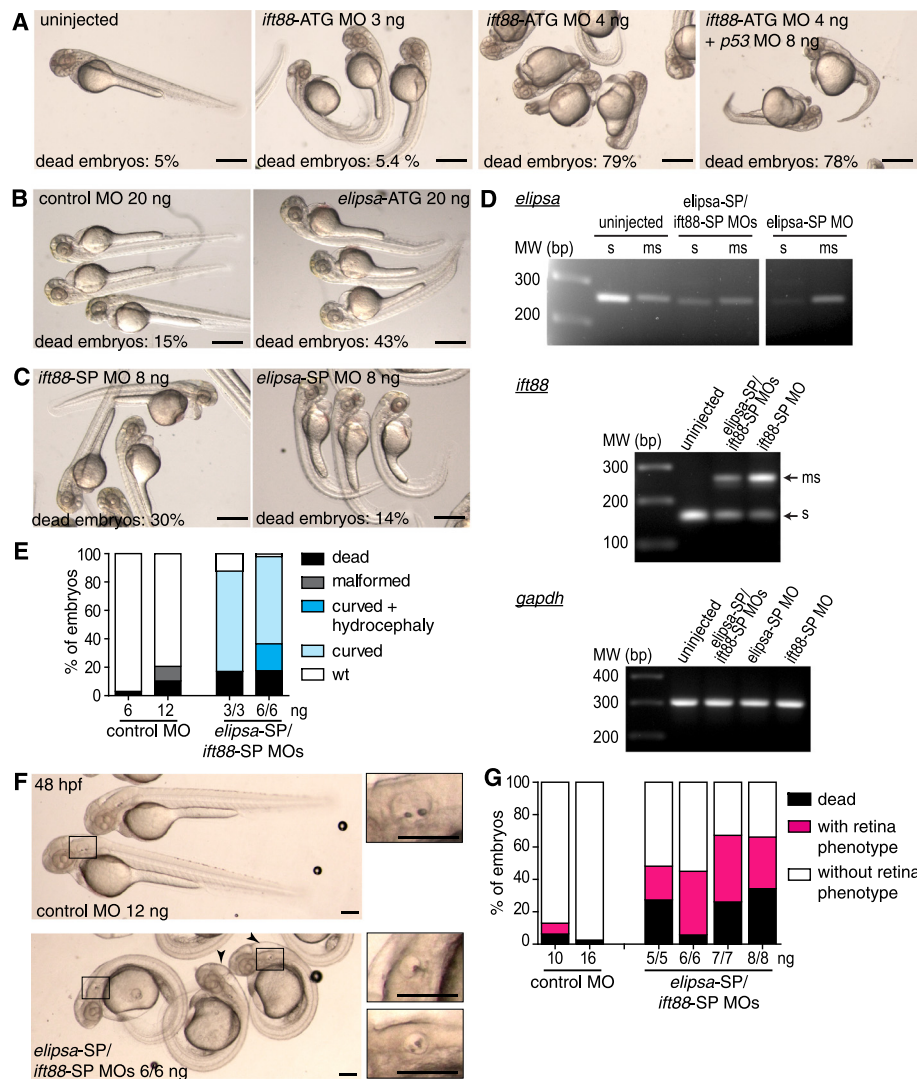 A
uninjected
dead embryos: 5%
ift88-ATG MO 3 ng
dead embryos: 5.4 %
ift88-ATG MO 4 ng
dead embryos: 79%
ift88-ATG MO 4 ng
+ p53 MO 8 ng
dead embryos: 78%
B
control MO 20 ng
dead embryos: 15%
elipsa-ATG 20 ng
dead embryos: 43%
C
ift88-SP MO 8 ng
dead embryos: 30%
elipsa-SP MO 8 ng
dead embryos: 14%
D
elipsa
uninjected
elipsa-SP/
ift88-SP MOs
elipsa-SP MO
MW (bp)
s
ms
s
ms
s
ms
300
200
ift88
uninjected
elipsa-SP/
ift88-SP MOs
ift88-SP MO
MW (bp)
300
200
100
ms
s
gapdh
uninjected
elipsa-SP/
ift88-SP MOs
elipsa-SP MO
ift88-SP MO
MW (bp)
400
300
200
E
% of embryos
100
80
60
40
20
0
6
12
3/3
6/6
ng
control MO
elipsa-SP/
ift88-SP MOs
dead
malformed
curved +
hydrocephaly
curved
wt
F
48 hpf
control MO 12 ng
elipsa-SP/
ift88-SP MOs 6/6 ng
G
% of embryos
100
80
60
40
20
0
10
16
5/5
6/6
7/7
8/8
ng
control MO
elipsa-SP/
ift88-SP MOs
dead
with retina
phenotype
without retina
phenotype